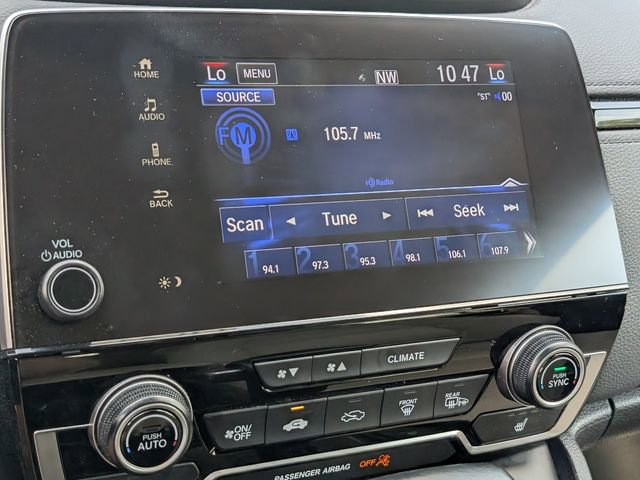 HOME
Lo MENU NW 10 47 Lo
SOURCE "ST" 00
AUDIO
FM 105.7 MHz
PHONE
HD Radio
BACK
Scan Tune Seek
1 94.1 2 97.3 3 95.3 4 98.1 5 106.1 6 107.9
VOL
AUDIO
CLIMATE
PUSH
SYNC
ON/
OFF
FRONT
REAR
PUSH
AUTO
PASSENGER AIRBAG OFF